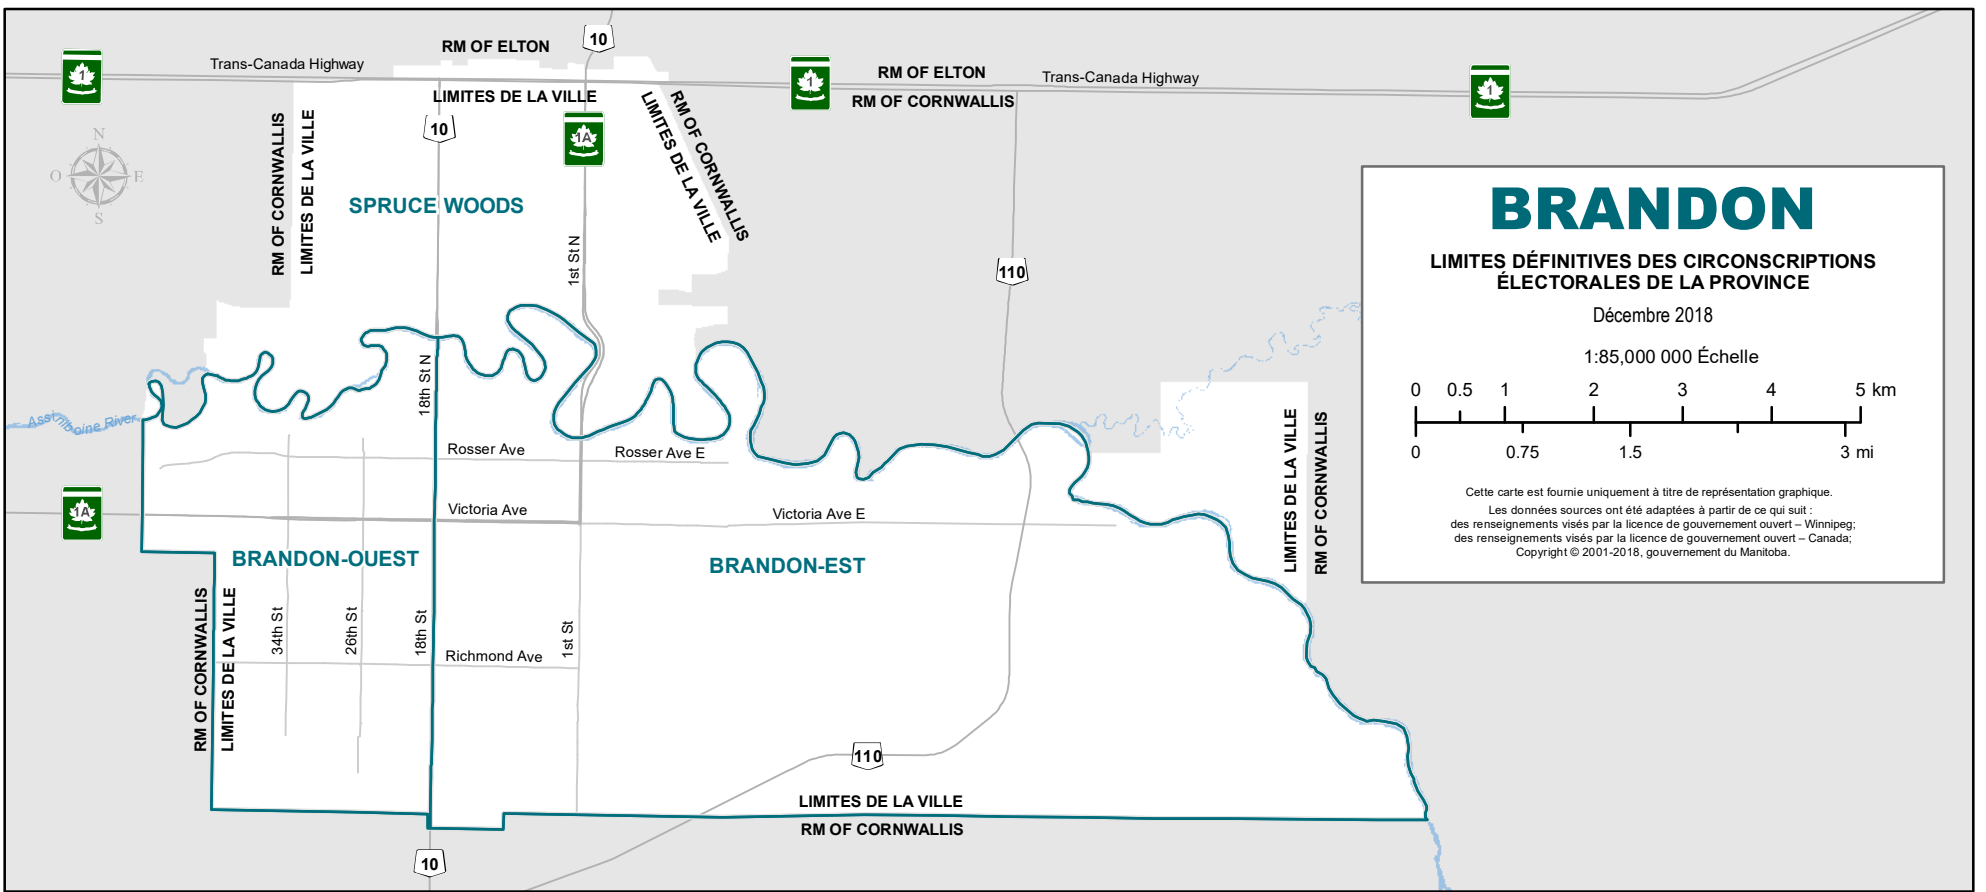 10
RM OF ELTON
Trans-Canada Highway
1
RM OF ELTON
Trans-Canada Highway
1
1
LIMITES DE LA VILLE
RM OF CORNWALLIS
10
1A
RM OF CORNWALLIS
LIMITES DE LA VILLE
RM OF CORNWALLIS
LIMITES DE LA VILLE
N
O
E
S
SPRUCE WOODS
1st St N
110
BRANDON
LIMITES DÉFINITIVES DES CIRCONSCRIPTIONS
ÉLECTORALES DE LA PROVINCE
Décembre 2018
1:85,000 000 Échelle
0 0.5 1 2 3 4 5 km
0 0.75 1.5 3 mi
Cette carte est fournie uniquement à titre de représentation graphique.
Les données sources ont été adaptées à partir de ce qui suit :
des renseignements visés par la licence de gouvernement ouvert – Winnipeg;
des renseignements visés par la licence de gouvernement ouvert – Canada;
Copyright © 2001-2018, gouvernement du Manitoba.
18th St N
Assiniboine River
Rosser Ave
Rosser Ave E
LIMITES DE LA VILLE
RM OF CORNWALLIS
1A
Victoria Ave
Victoria Ave E
BRANDON-OUEST
BRANDON-EST
RM OF CORNWALLIS
LIMITES DE LA VILLE
34th St
26th St
18th St
1st St
Richmond Ave
110
LIMITES DE LA VILLE
RM OF CORNWALLIS
10